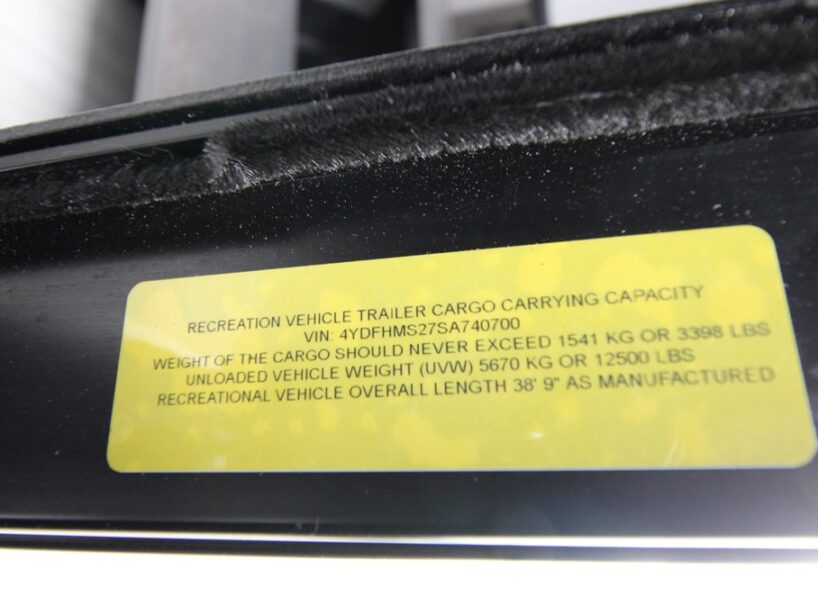 RECREATION VEHICLE TRAILER CARGO CARRYING CAPACITY
VIN: 4YDFHMS27SA740700
WEIGHT OF THE CARGO SHOULD NEVER EXCEED 1541 KG OR 3398 LBS
UNLOADED VEHICLE WEIGHT (UVW) 5670 KG OR 12500 LBS
RECREATIONAL VEHICLE OVERALL LENGTH 38' 9" AS MANUFACTURED